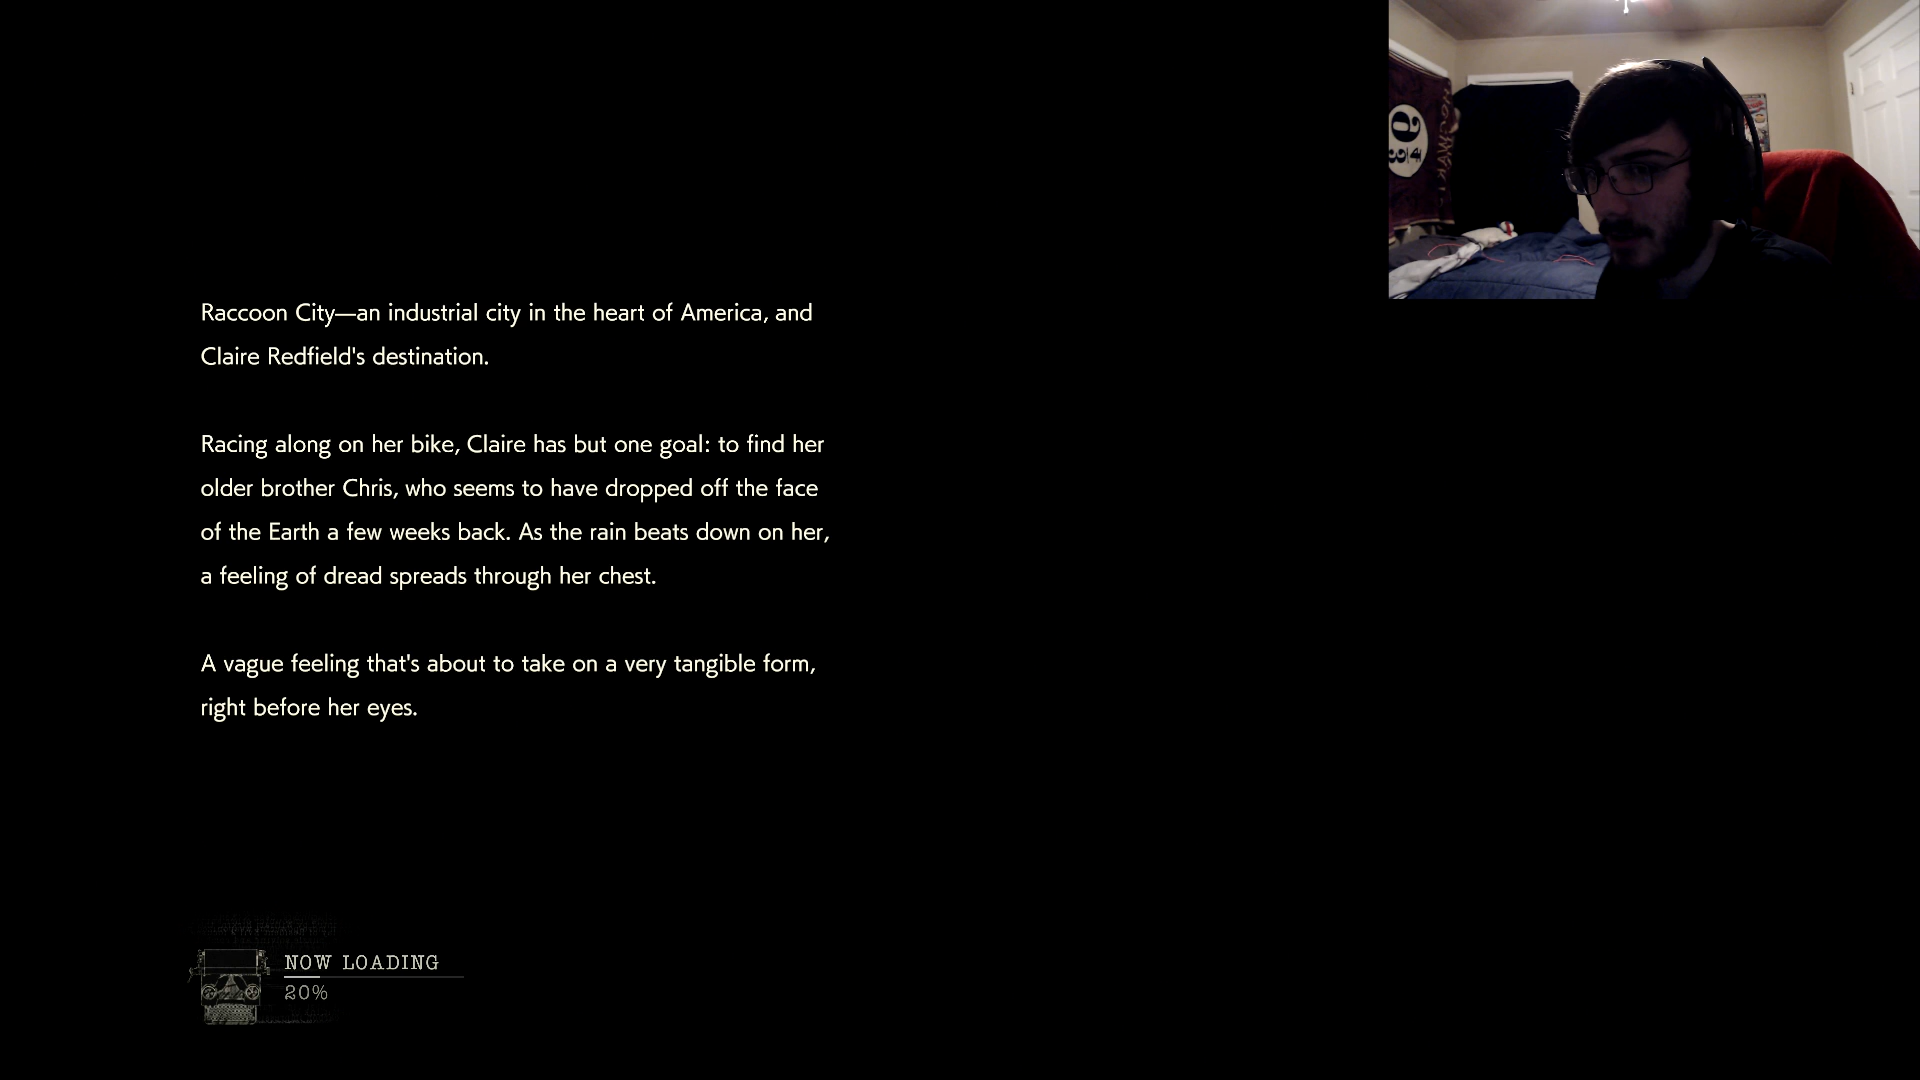 Raccoon City—an industrial city in the heart of America, and
Claire Redfield's destination.
Racing along on her bike, Claire has but one goal: to find her
older brother Chris, who seems to have dropped off the face
of the Earth a few weeks back. As the rain beats down on her,
a feeling of dread spreads through her chest.
A vague feeling that's about to take on a very tangible form,
right before her eyes.
NOW LOADING
20%